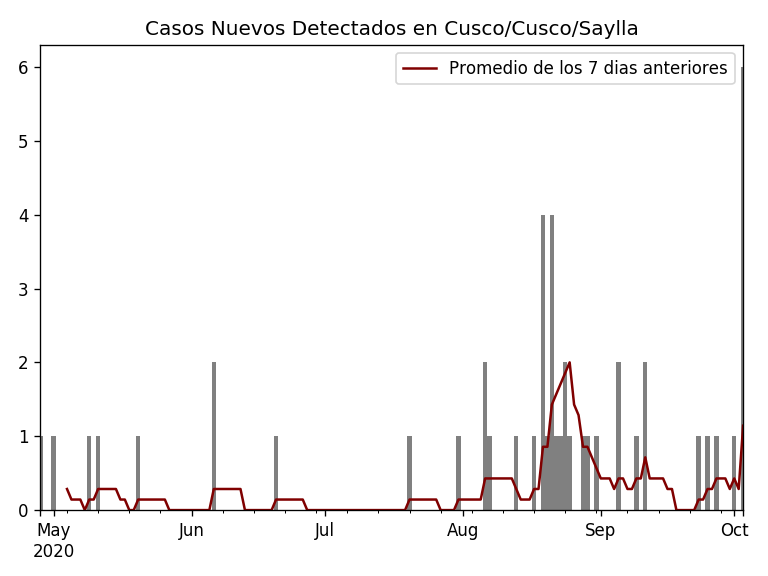 Casos Nuevos Detectados en Cusco/Cusco/Saylla
Promedio de los 7 dias anteriores
6
5
4
3
2
1
0
May Jun Jul Aug Sep Oct
2020